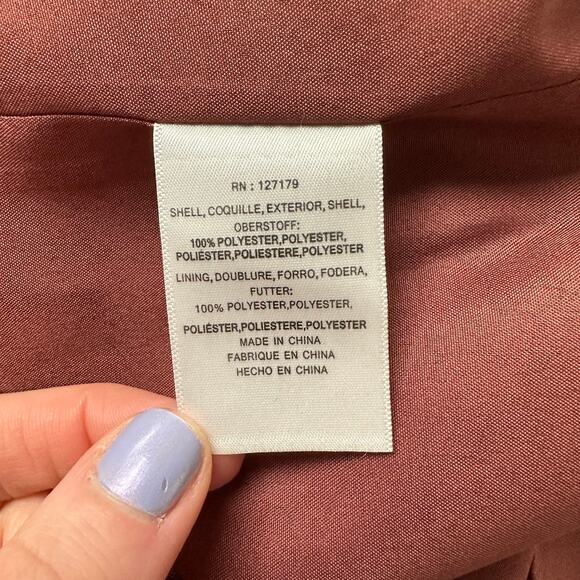 RN : 127179
SHELL, COQUILLE, EXTERIOR, SHELL,
OBERSTOFF:
100% POLYESTER,POLYESTER,
POLIÉSTER,POLIESTERE,POLYESTER
LINING, DOUBLURE, FORRO, FODERA,
FUTTER:
100% POLYESTER,POLYESTER,
POLIÉSTER,POLIESTERE,POLYESTER
MADE IN CHINA
FABRIQUE EN CHINA
HECHO EN CHINA